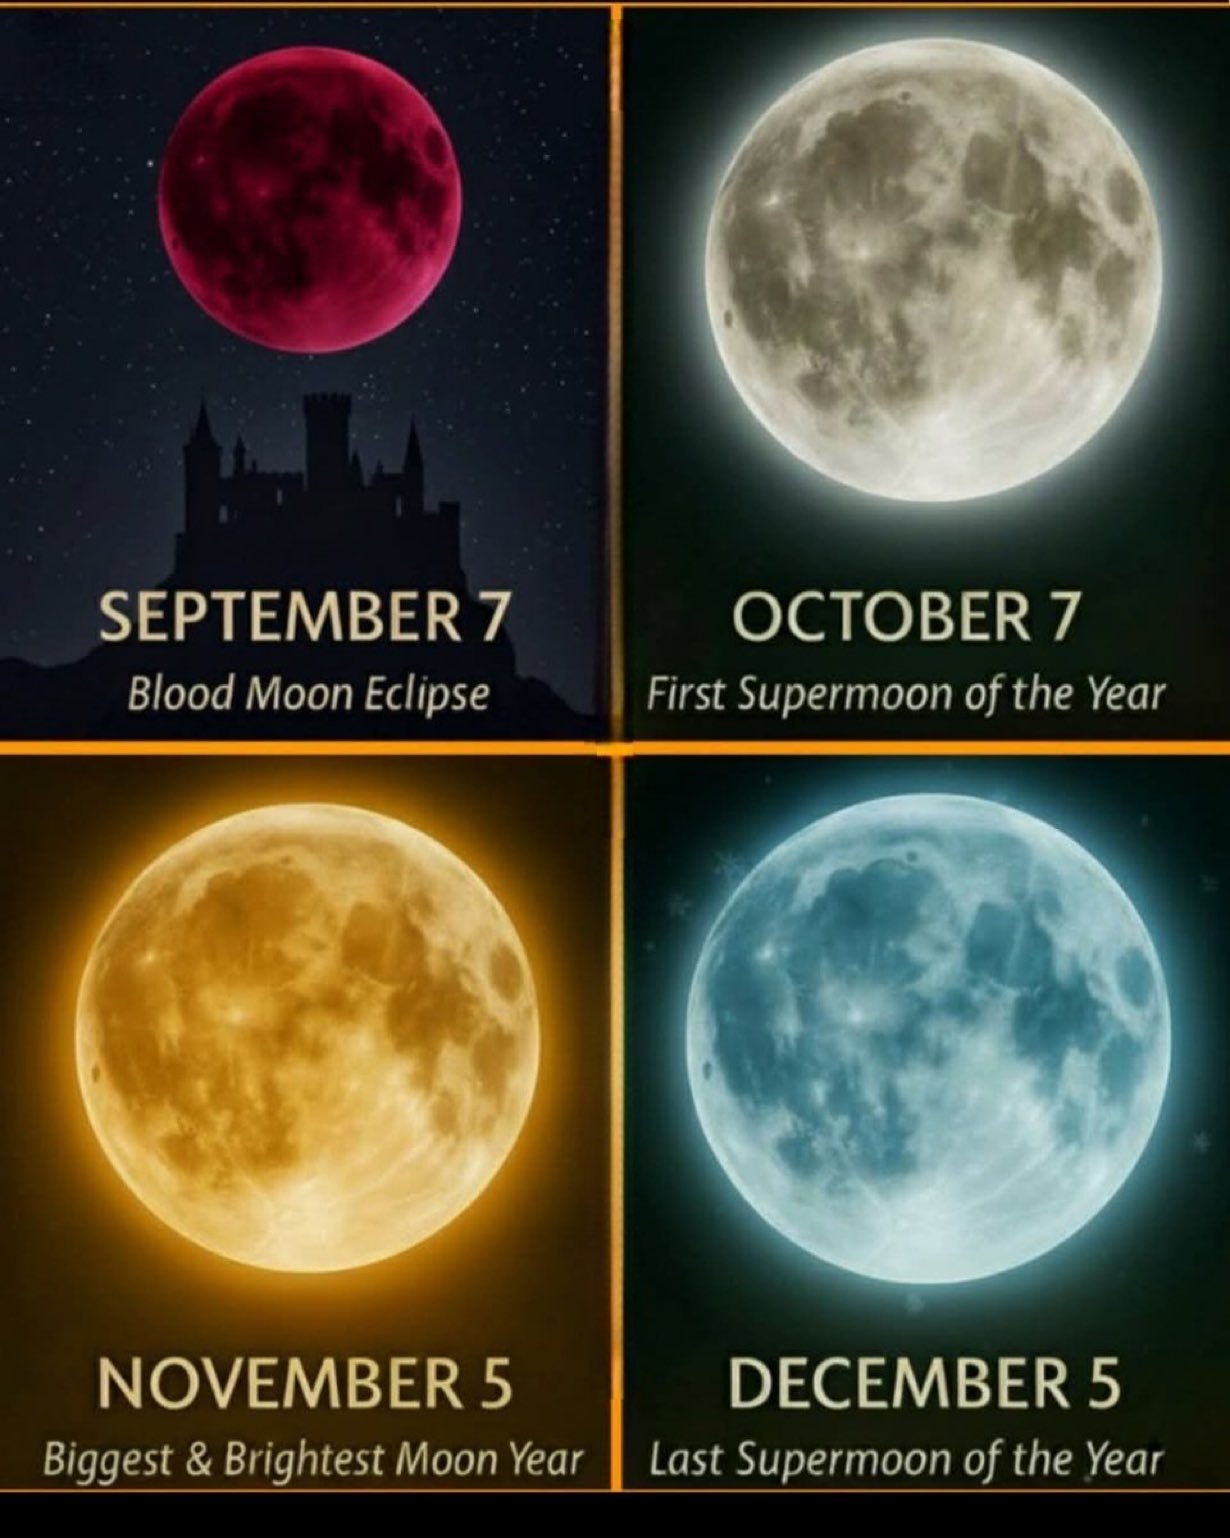 SEPTEMBER 7
Blood Moon Eclipse
OCTOBER 7
First Supermoon of the Year
NOVEMBER 5
Biggest & Brightest Moon Year
DECEMBER 5
Last Supermoon of the Year